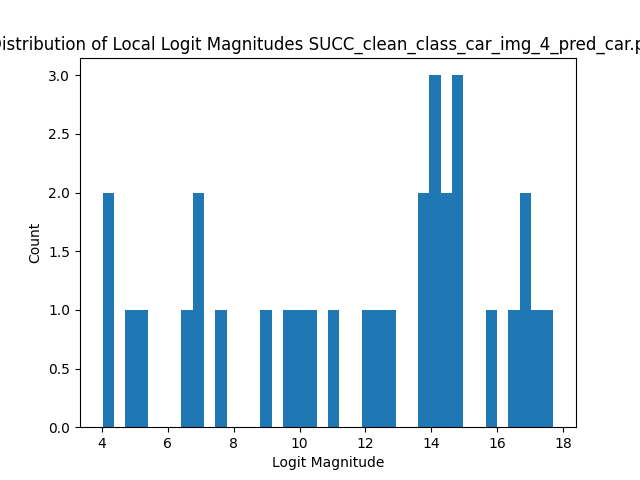 istribution of Local Logit Magnitudes SUCC_clean_class_car_img_4_pred_car.p
3.0
2.5
2.0
1.5
1.0
0.5
0.0
Count
4 6 8 10 12 14 16 18
Logit Magnitude